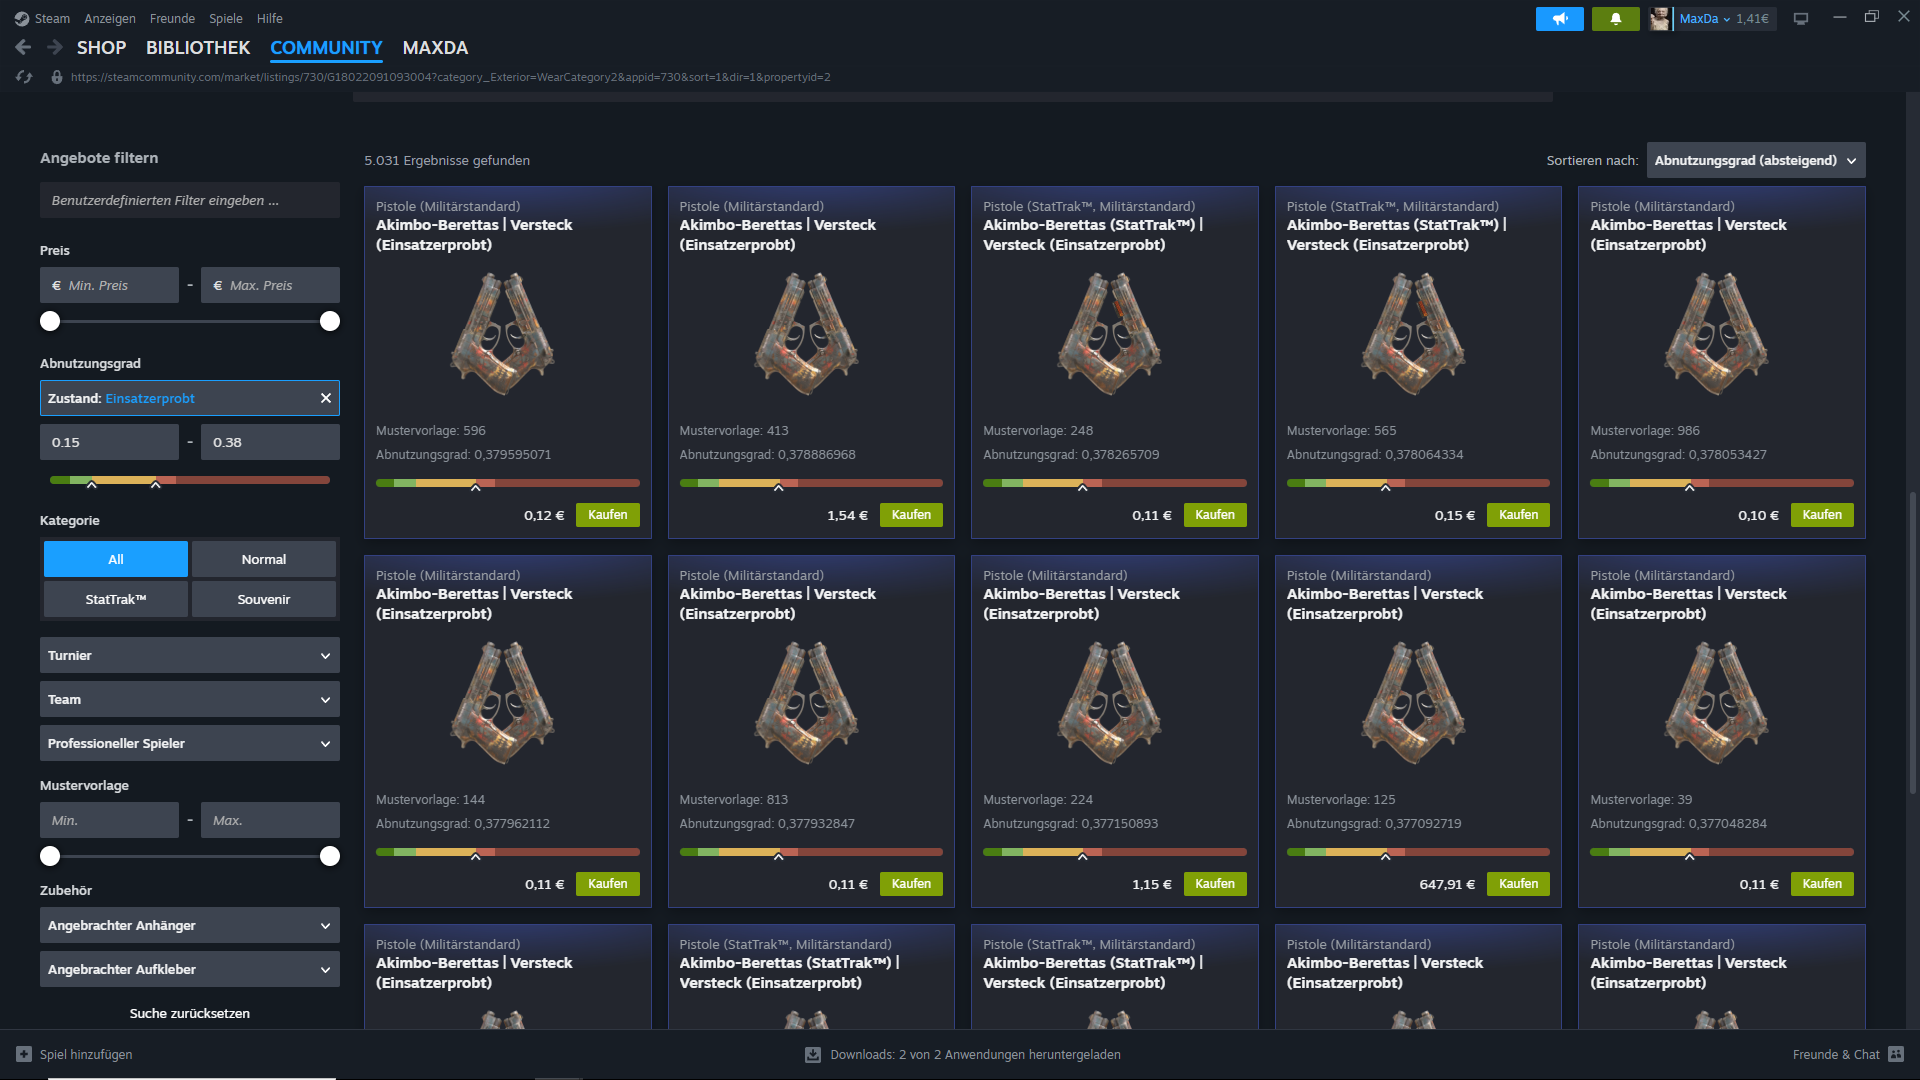 Steam Anzeigen Freunde Spiele Hilfe
MaxDa 1,41€
SHOP BIBLIOTHEK COMMUNITY MAXDA
https://steamcommunity.com/market/listings/730/G18022091093004?category_Exterior=WearCategory2&appid=730&sort=1&dir=1&propertyid=2
Angebote filtern
Benutzerdefinierten Filter eingeben ...
Preis
€ Min. Preis - € Max. Preis
Abnutzungsgrad
Zustand: Einsatzerprobt
0.15 - 0.38
Kategorie
All Normal
StatTrak™ Souvenir
Turnier
Team
Professioneller Spieler
Mustervorlage
Min. - Max.
Zubehör
Angebrachter Anhänger
Angebrachter Aufkleber
Suche zurücksetzen
5.031 Ergebnisse gefunden
Sortieren nach: Abnutzungsgrad (absteigend)
Pistole (Militärstandard)
Akimbo-Berettas | Versteck
(Einsatzerprobt)
Mustervorlage: 596
Abnutzungsgrad: 0,379595071
0,12 € Kaufen
Pistole (Militärstandard)
Akimbo-Berettas | Versteck
(Einsatzerprobt)
Mustervorlage: 413
Abnutzungsgrad: 0,378886968
1,54 € Kaufen
Pistole (StatTrak™, Militärstandard)
Akimbo-Berettas (StatTrak™) |
Versteck (Einsatzerprobt)
Mustervorlage: 248
Abnutzungsgrad: 0,378265709
0,11 € Kaufen
Pistole (StatTrak™, Militärstandard)
Akimbo-Berettas (StatTrak™) |
Versteck (Einsatzerprobt)
Mustervorlage: 565
Abnutzungsgrad: 0,378064334
0,15 € Kaufen
Pistole (Militärstandard)
Akimbo-Berettas | Versteck
(Einsatzerprobt)
Mustervorlage: 986
Abnutzungsgrad: 0,378053427
0,10 € Kaufen
Pistole (Militärstandard)
Akimbo-Berettas | Versteck
(Einsatzerprobt)
Mustervorlage: 144
Abnutzungsgrad: 0,377962112
0,11 € Kaufen
Pistole (Militärstandard)
Akimbo-Berettas | Versteck
(Einsatzerprobt)
Mustervorlage: 813
Abnutzungsgrad: 0,377932847
0,11 € Kaufen
Pistole (Militärstandard)
Akimbo-Berettas | Versteck
(Einsatzerprobt)
Mustervorlage: 224
Abnutzungsgrad: 0,377150893
1,15 € Kaufen
Pistole (Militärstandard)
Akimbo-Berettas | Versteck
(Einsatzerprobt)
Mustervorlage: 125
Abnutzungsgrad: 0,377092719
647,91 € Kaufen
Pistole (Militärstandard)
Akimbo-Berettas | Versteck
(Einsatzerprobt)
Mustervorlage: 39
Abnutzungsgrad: 0,377048284
0,11 € Kaufen
Pistole (Militärstandard)
Akimbo-Berettas | Versteck
(Einsatzerprobt)
Pistole (StatTrak™, Militärstandard)
Akimbo-Berettas (StatTrak™) |
Versteck (Einsatzerprobt)
Pistole (StatTrak™, Militärstandard)
Akimbo-Berettas (StatTrak™) |
Versteck (Einsatzerprobt)
Pistole (Militärstandard)
Akimbo-Berettas | Versteck
(Einsatzerprobt)
Pistole (Militärstandard)
Akimbo-Berettas | Versteck
(Einsatzerprobt)
Spiel hinzufügen
Downloads: 2 von 2 Anwendungen heruntergeladen
Freunde & Chat